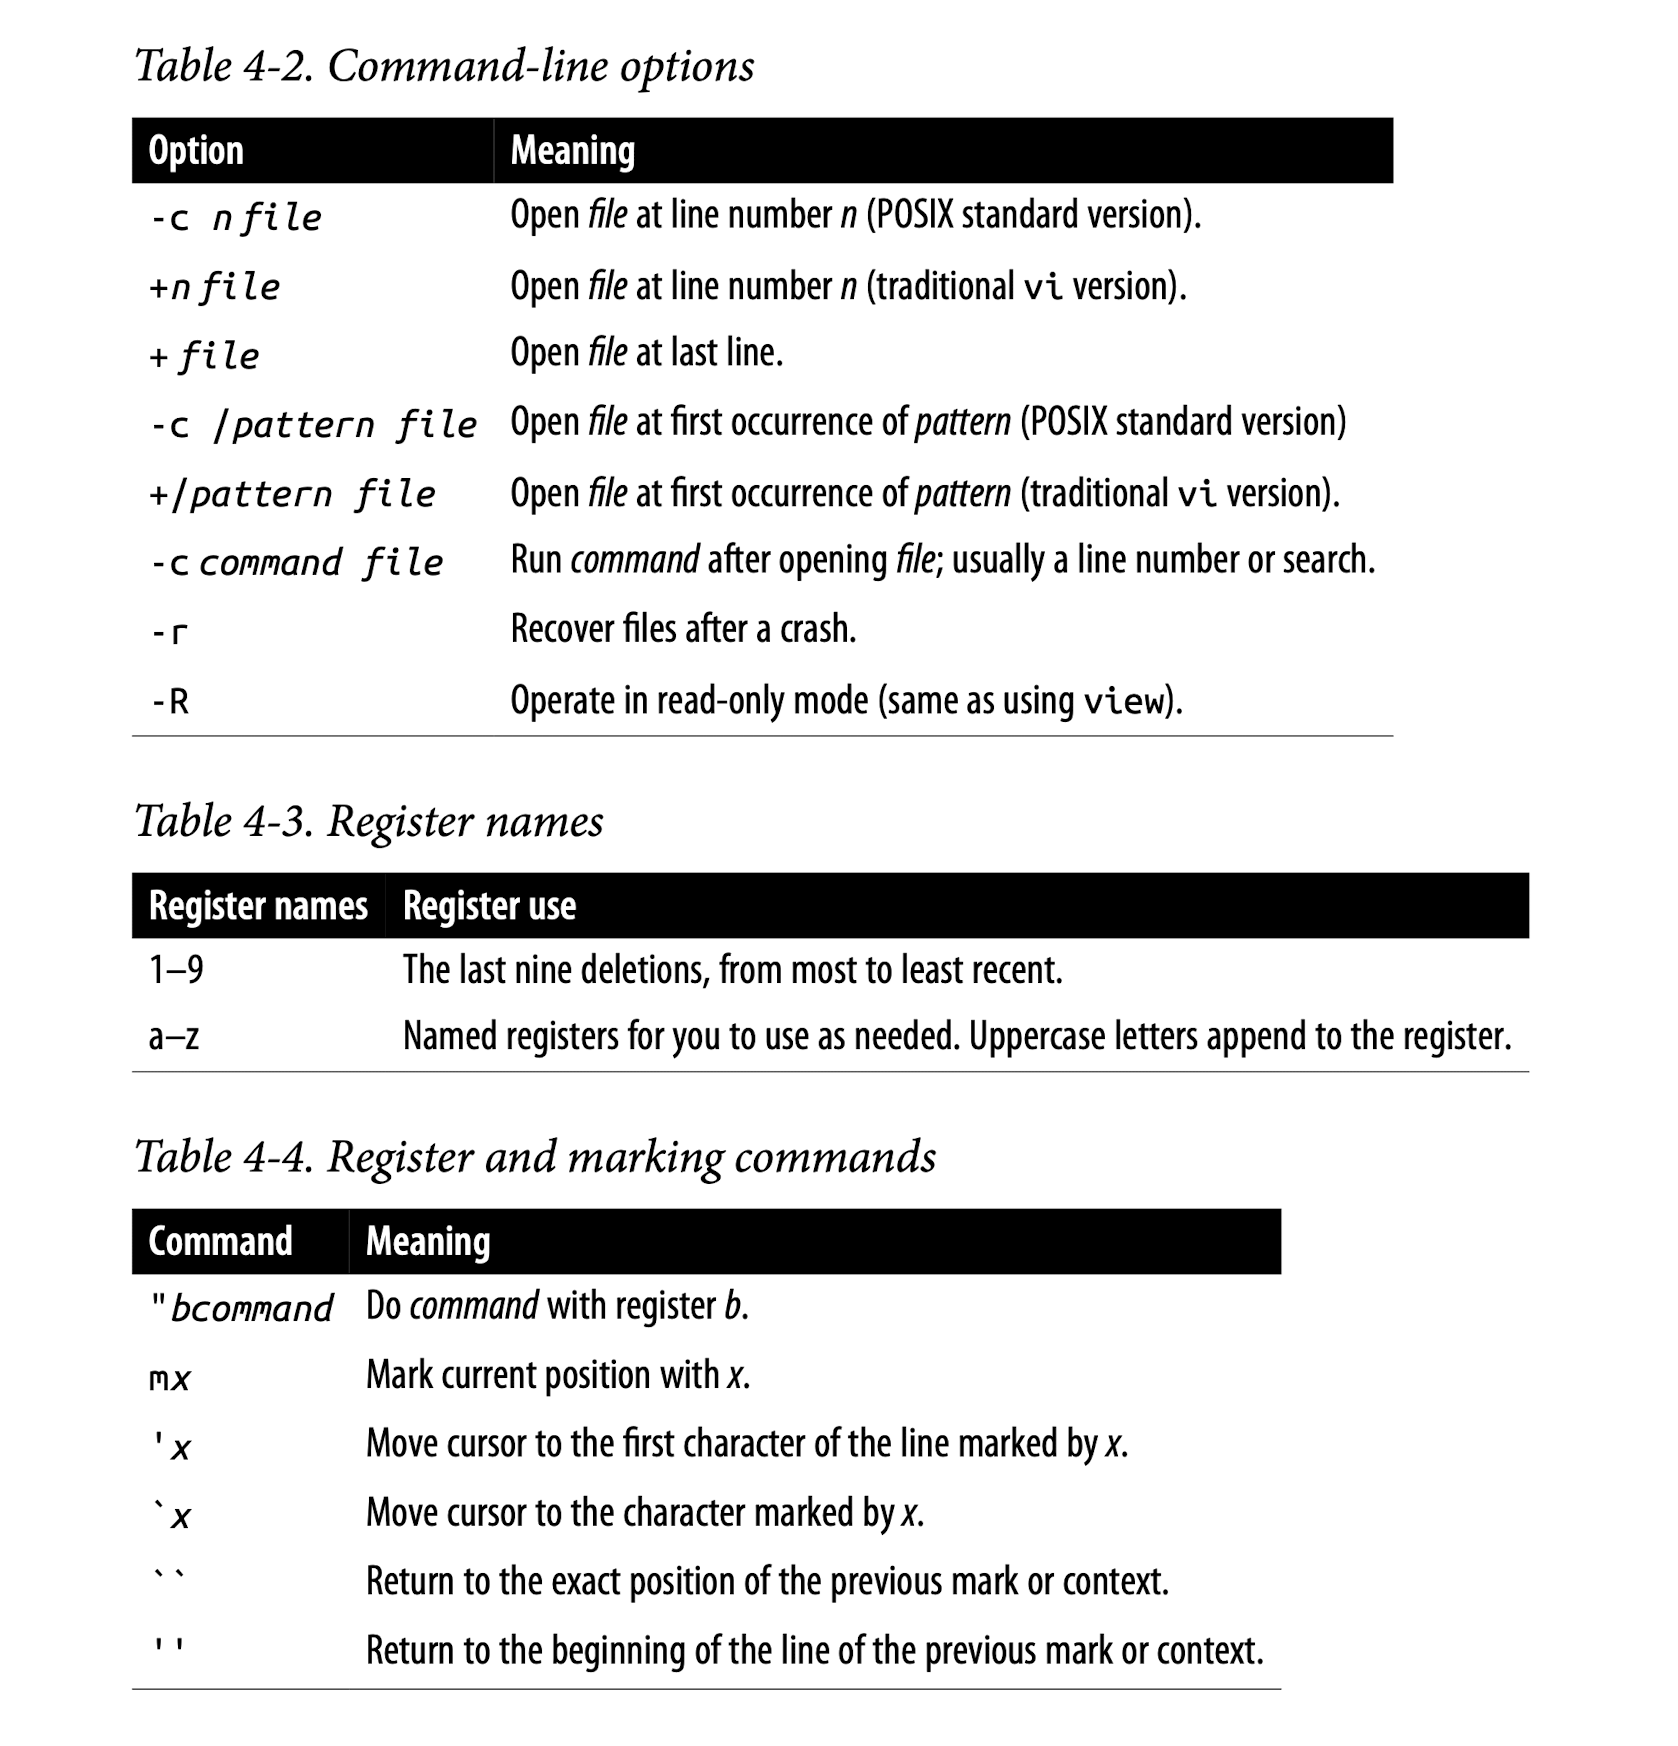 Table 4-2. Command-line options
Option Meaning
-c n file Open file at line number n (POSIX standard version).
+n file Open file at line number n (traditional vi version).
+ file Open file at last line.
-c /pattern file Open file at first occurrence of pattern (POSIX standard version)
+/pattern file Open file at first occurrence of pattern (traditional vi version).
-c command file Run command after opening file; usually a line number or search.
-r Recover files after a crash.
-R Operate in read-only mode (same as using view).
Table 4-3. Register names
Register names Register use
1–9 The last nine deletions, from most to least recent.
a–z Named registers for you to use as needed. Uppercase letters append to the register.
Table 4-4. Register and marking commands
Command Meaning
"bcommand Do command with register b.
mx Mark current position with x.
'x Move cursor to the first character of the line marked by x.
`x Move cursor to the character marked by x.
`` Return to the exact position of the previous mark or context.
'' Return to the beginning of the line of the previous mark or context.